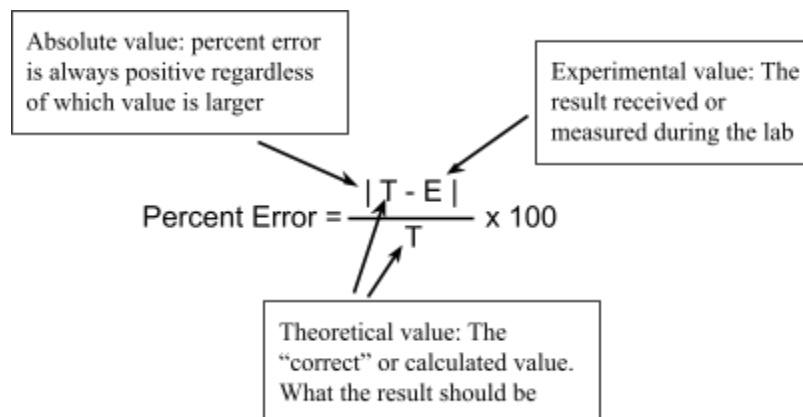 Absolute value: percent error
is always positive regardless
of which value is larger
Experimental value: The
result received or
measured during the lab
| T - E |
Percent Error = x 100
T
Theoretical value: The
“correct” or calculated value.
What the result should be